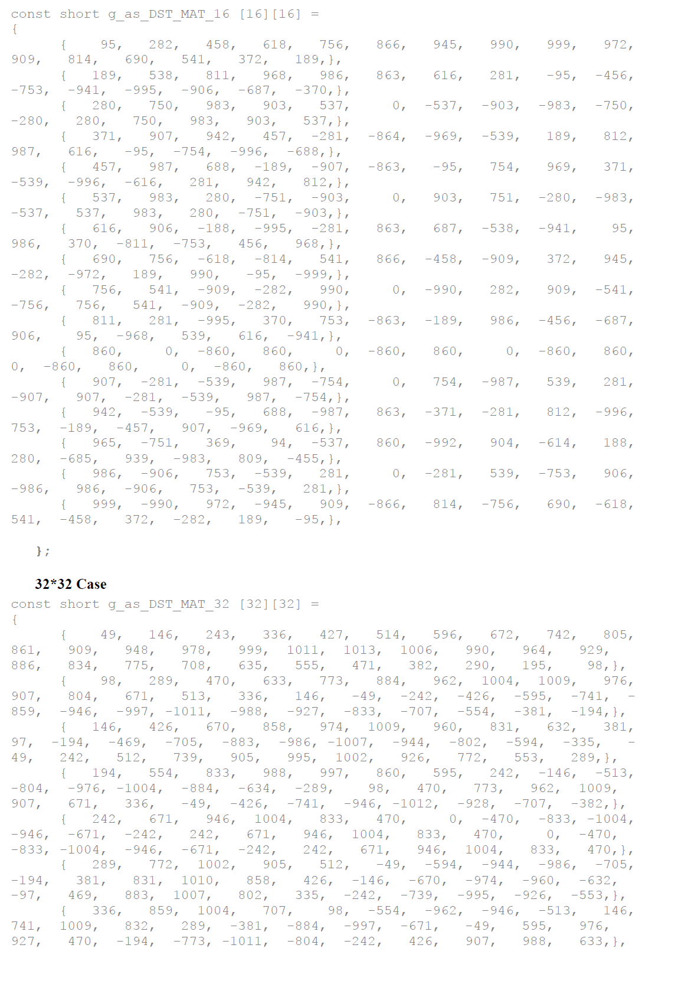 const short g_as_DST_MAT_16 [16][16] =
{
{ 95, 282, 458, 618, 756, 866, 945, 990, 999, 972,
909, 814, 690, 541, 372, 189,},
{ 189, 538, 811, 968, 986, 863, 616, 281, -95, -456,
-753, -941, -995, -906, -687, -370,},
{ 280, 750, 983, 903, 537, 0, -537, -903, -983, -750,
-280, 280, 750, 983, 903, 537,},
{ 371, 907, 942, 457, -281, -864, -969, -539, 189, 812,
987, 616, -95, -754, -996, -688,},
{ 457, 987, 688, -189, -907, -863, -95, 754, 969, 371,
-539, -996, -616, 281, 942, 812,},
{ 537, 983, 280, -751, -903, 0, 903, 751, -280, -983,
-537, 537, 983, 280, -751, -903,},
{ 616, 906, -188, -995, -281, 863, 687, -538, -941, 95,
986, 370, -811, -753, 456, 968,},
{ 690, 756, -618, -814, 541, 866, -458, -909, 372, 945,
-282, -972, 189, 990, -95, -999,},
{ 756, 541, -909, -282, 990, 0, -990, 282, 909, -541,
-756, 756, 541, -909, -282, 990,},
{ 811, 281, -995, 370, 753, -863, -189, 986, -456, -687,
906, 95, -968, 539, 616, -941,},
{ 860, 0, -860, 860, 0, -860, 860, 0, -860, 860,
0, -860, 860, 0, -860, 860,},
{ 907, -281, -539, 987, -754, 0, 754, -987, 539, 281,
-907, 907, -281, -539, 987, -754,},
{ 942, -539, -95, 688, -987, 863, -371, -281, 812, -996,
753, -189, -457, 907, -969, 616,},
{ 965, -751, 369, 94, -537, 860, -992, 904, -614, 188,
280, -685, 939, -983, 809, -455,},
{ 986, -906, 753, -539, 281, 0, -281, 539, -753, 906,
-986, 986, -906, 753, -539, 281,},
{ 999, -990, 972, -945, 909, -866, 814, -756, 690, -618,
541, -458, 372, -282, 189, -95,},
};
32*32 Case
const short g_as_DST_MAT_32 [32][32] =
{
{ 49, 146, 243, 336, 427, 514, 596, 672, 742, 805,
861, 909, 948, 978, 999, 1011, 1013, 1006, 990, 964, 929,
886, 834, 775, 708, 635, 555, 471, 382, 290, 195, 98,},
{ 98, 289, 470, 633, 773, 884, 962, 1004, 1009, 976,
907, 804, 671, 513, 336, 146, -49, -242, -426, -595, -741, -
859, -946, -997, -1011, -988, -927, -833, -707, -554, -381, -194,},
{ 146, 426, 670, 858, 974, 1009, 960, 831, 632, 381,
97, -194, -469, -705, -883, -986, -1007, -944, -802, -594, -335, -
49, 242, 512, 739, 905, 995, 1002, 926, 772, 553, 289,},
{ 194, 554, 833, 988, 997, 860, 595, 242, -146, -513,
-804, -976, -1004, -884, -634, -289, 98, 470, 773, 962, 1009,
907, 671, 336, -49, -426, -741, -946, -1012, -928, -707, -382,},
{ 242, 671, 946, 1004, 833, 470, 0, -470, -833, -1004,
-946, -671, -242, 242, 671, 946, 1004, 833, 470, 0, -470,
-833, -1004, -946, -671, -242, 242, 671, 946, 1004, 833, 470,},
{ 289, 772, 1002, 905, 512, -49, -594, -944, -986, -705,
-194, 381, 831, 1010, 858, 426, -146, -670, -974, -960, -632,
-97, 469, 883, 1007, 802, 335, -242, -739, -995, -926, -553,},
{ 336, 859, 1004, 707, 98, -554, -962, -946, -513, 146,
741, 1009, 832, 289, -381, -884, -997, -671, -49, 595, 976,
927, 470, -194, -773, -1011, -804, -242, 426, 907, 988, 633,},